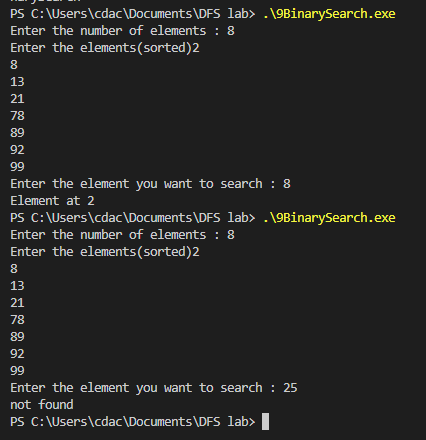 PS C:\Users\cdac\Documents\DFS lab> .\9BinarySearch.exe
Enter the number of elements : 8
Enter the elements(sorted)2
8
13
21
78
89
92
99
Enter the element you want to search : 8
Element at 2
PS C:\Users\cdac\Documents\DFS lab> .\9BinarySearch.exe
Enter the number of elements : 8
Enter the elements(sorted)2
8
13
21
78
89
92
99
Enter the element you want to search : 25
not found
PS C:\Users\cdac\Documents\DFS lab>